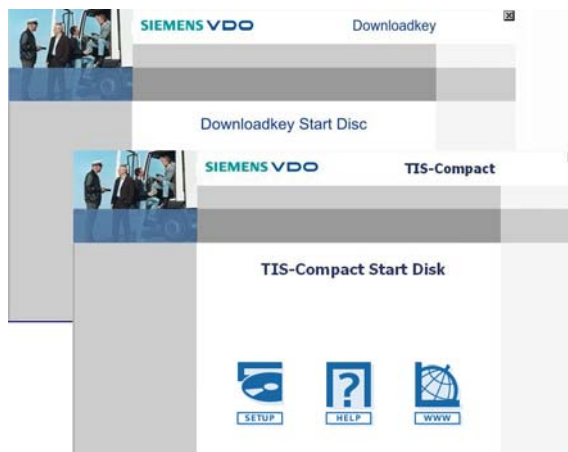 SIEMENS VDO Downloadkey
Downloadkey Start Disc
SIEMENS VDO TIS-Compact
TIS-Compact Start Disk
?
SETUP HELP WWW